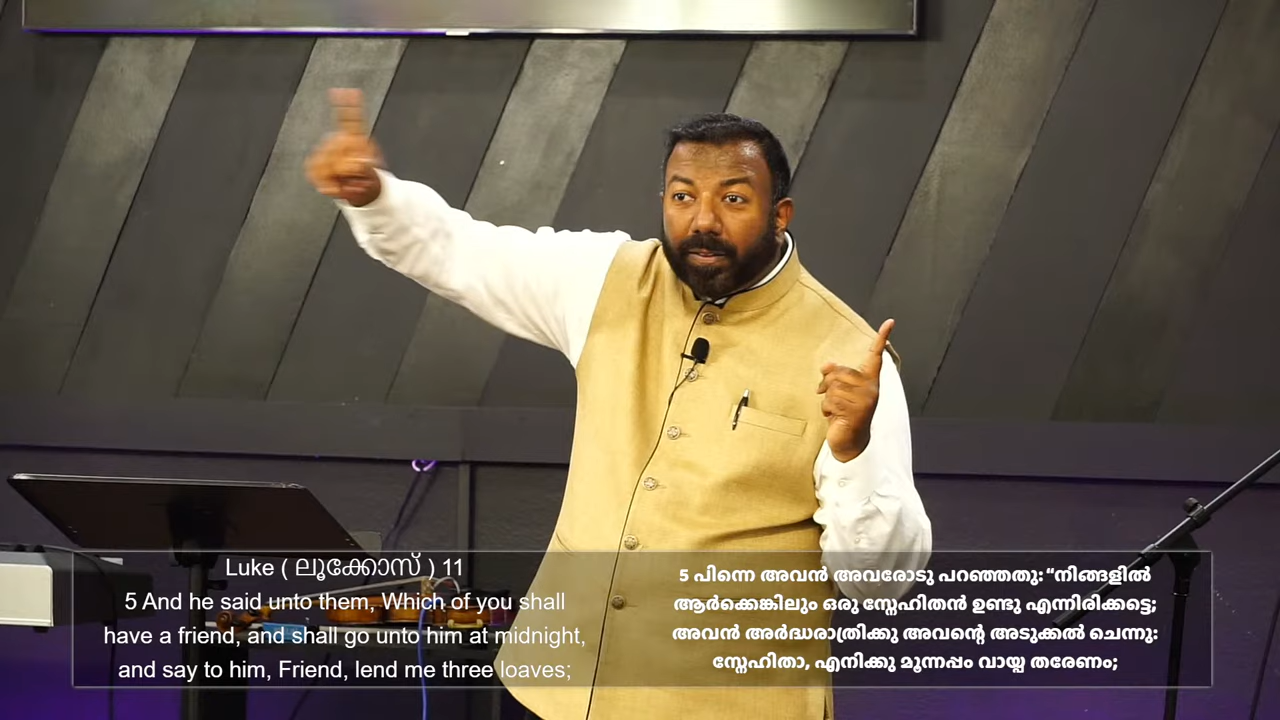 Luke ( ലൂക്കോസ് ) 11
5 And he said unto them, Which of you shall
have a friend, and shall go unto him at midnight,
and say to him, Friend, lend me three loaves;
5 പിന്നെ അവൻ അവരോടു പറഞ്ഞതു: “നിങ്ങളിൽ
ആർക്കെങ്കിലും ഒരു സ്നേഹിതൻ ഉണ്ടു എന്നിരിക്കട്ടെ;
അവൻ അർദ്ധരാത്രിക്കു അവന്റെ അടുക്കൽ ചെന്നു:
സ്നേഹിതാ, എനിക്കു മൂന്നപ്പം വായ്പ തരേണം;